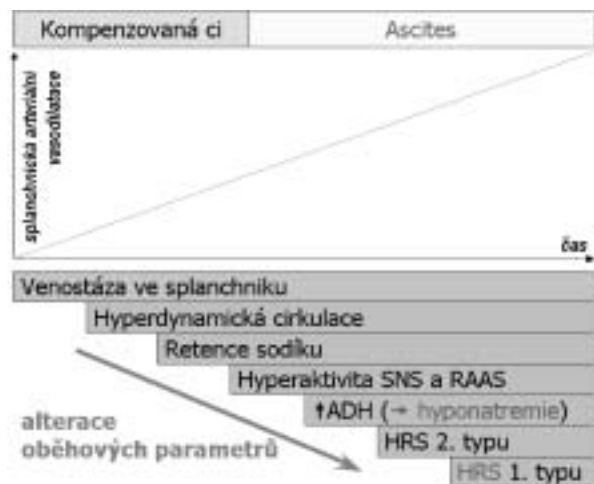 Kompenzovaná ci
Ascites
splanchnická arteriální
vasodilatace
čas
Venostáza ve splanchniku
Hyperdynamická cirkulace
Retence sodíku
Hyperaktivita SNS a RAAS
↑ADH (→ hyponatremie)
HRS 2. typu
HRS 1. typu
alterace
oběhových parametrů